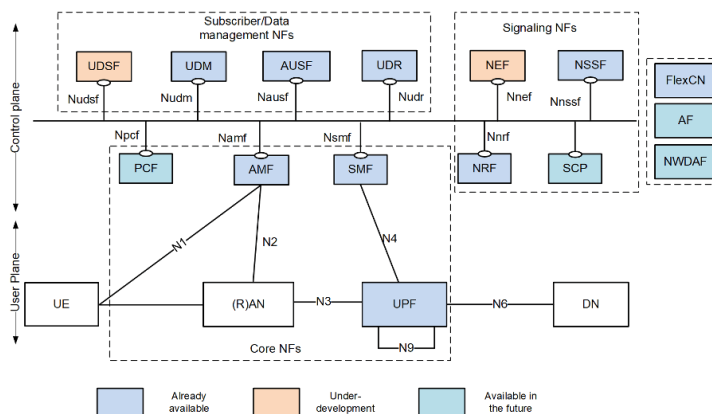 Subscriber/Data
management NFs
Signaling NFs
Control plane
UDSF
UDM
AUSF
UDR
NEF
NSSF
FlexCN
Nudsf
Nudm
Nausf
Nudr
Nnef
Nnssf
AF
Npcf
Namf
Nsmf
Nnrf
NWDAF
PCF
AMF
SMF
NRF
SCP
N1
N2
N4
User Plane
UE
(R)AN
N3
UPF
N6
DN
N9
Core NFs
Already
available
Under-
development
Available in
the future